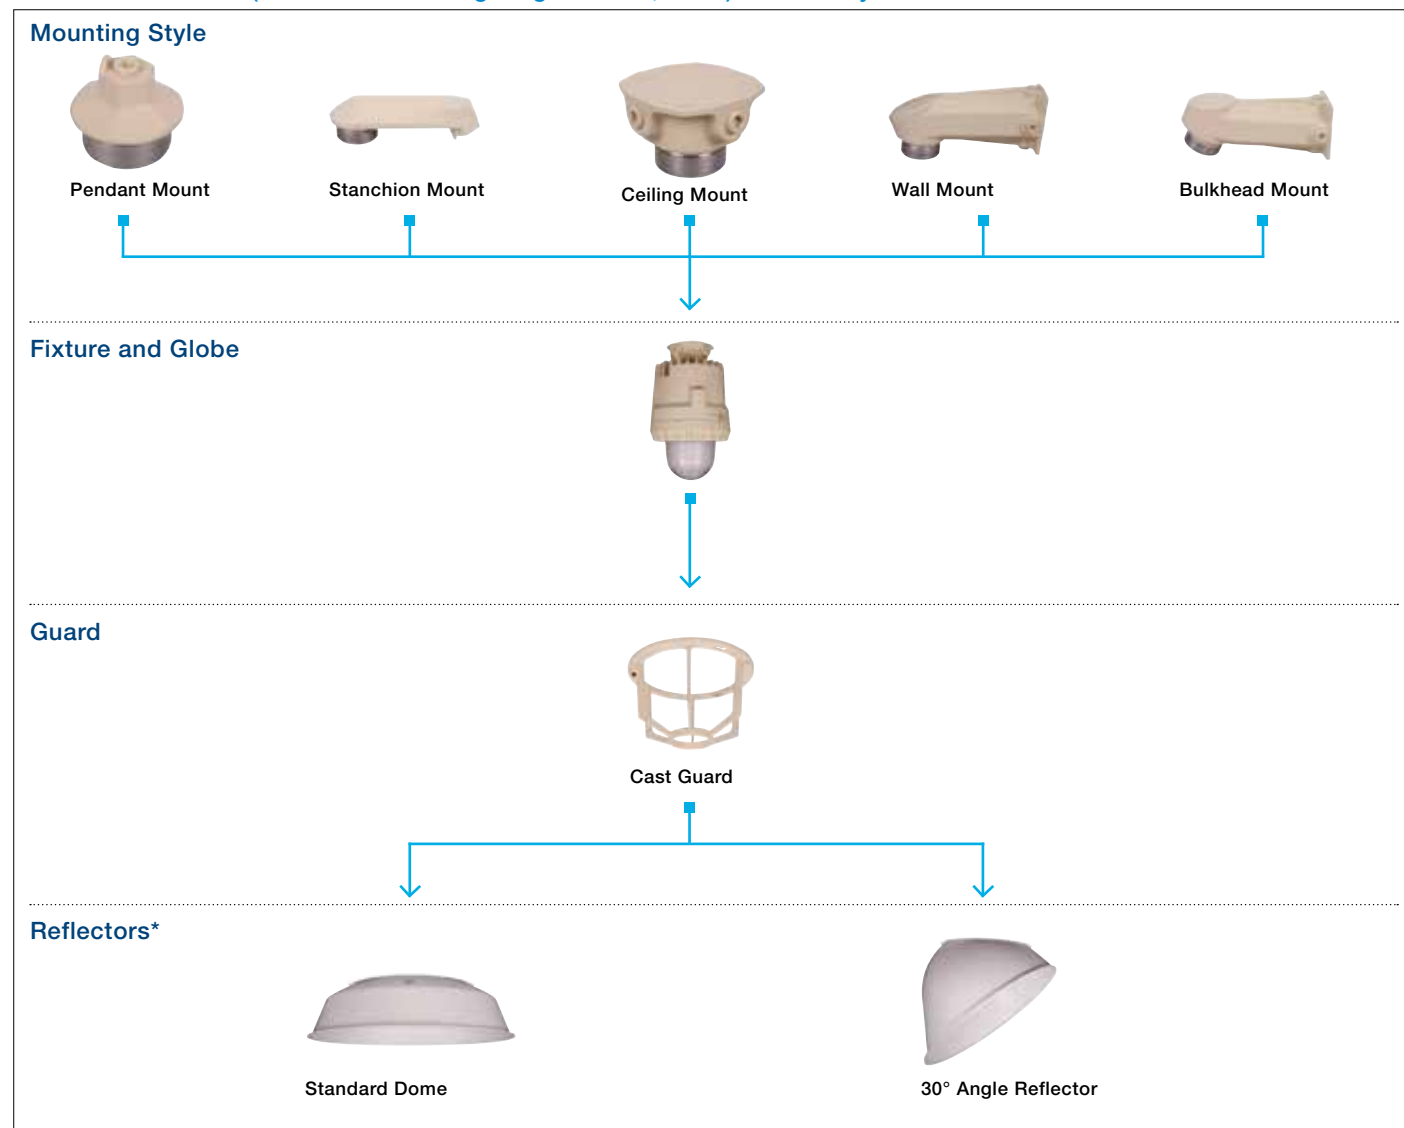 Mounting Style
Pendant Mount
Stanchion Mount
Ceiling Mount
Wall Mount
Bulkhead Mount
Fixture and Globe
Guard
Cast Guard
Reflectors*
Standard Dome
30° Angle Reflector